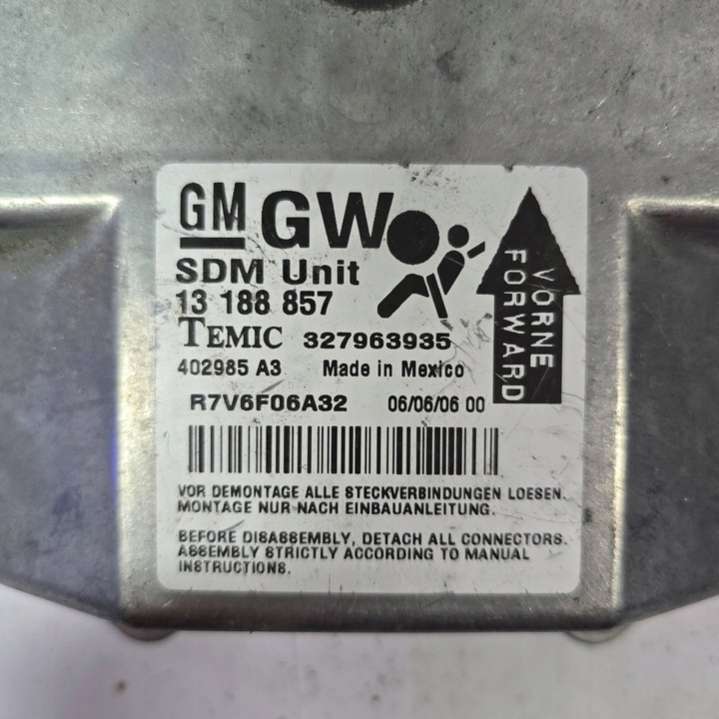 GM GW
SDM Unit
13 188 857
TEMIC 327963935
402985 A3 Made in Mexico
R7V6F06A32 06/06/06 00
VOR DEMONTAGE ALLE STECKVERBINDUNGEN LOESEN.
MONTAGE NUR NACH EINBAUANLEITUNG.
BEFORE DISASSEMBLY, DETACH ALL CONNECTORS.
ASSEMBLY STRICTLY ACCORDING TO MANUAL
INSTRUCTIONS.
VORNE
FORWARD